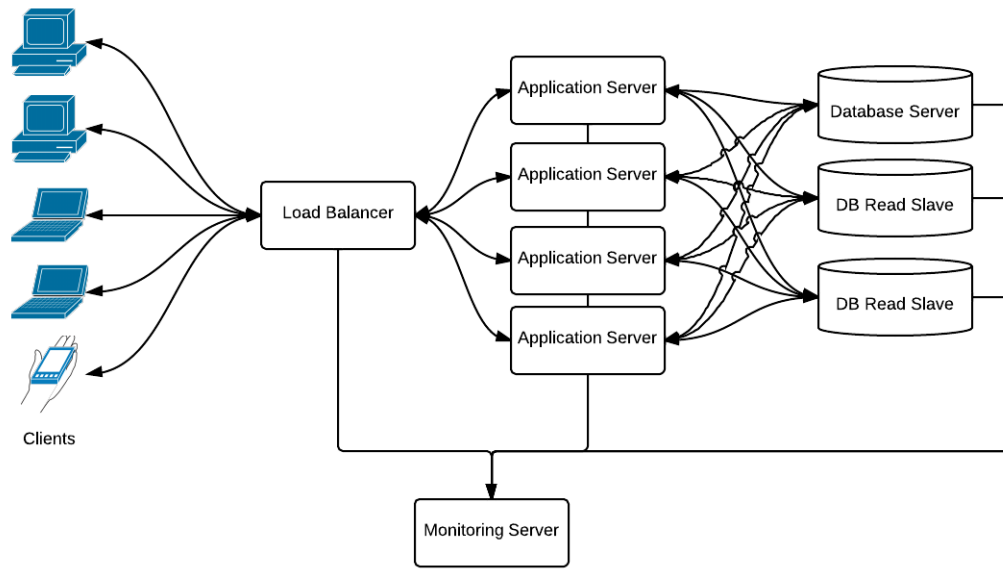 Application Server
Database Server
Application Server
Load Balancer
DB Read Slave
Application Server
DB Read Slave
Application Server
Clients
Monitoring Server